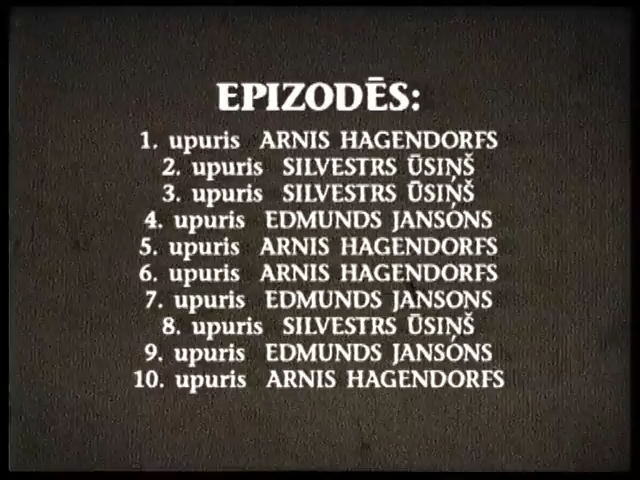 EPIZODĒS:
1. upuris ARNIS HAGENDORFS
2. upuris SILVESTRS ŪSIŅŠ
3. upuris SILVESTRS ŪSIŅŠ
4. upuris EDMUNDS JANSONS
5. upuris ARNIS HAGENDORFS
6. upuris ARNIS HAGENDORFS
7. upuris EDMUNDS JANSONS
8. upuris SILVESTRS ŪSIŅŠ
9. upuris EDMUNDS JANSONS
10. upuris ARNIS HAGENDORFS